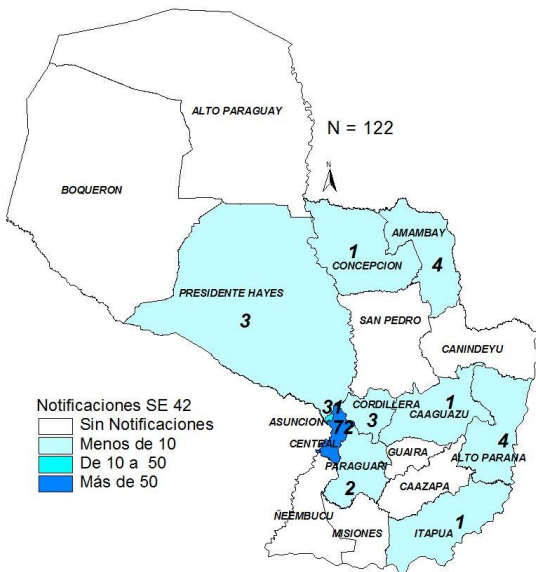 ALTO PARAGUAY
N = 122
N
BOQUERON
AMAMBAY
1
CONCEPCION
4
PRESIDENTE HAYES
3
SAN PEDRO
CANINDEYU
Notificaciones SE 42
Sin Notificaciones
Menos de 10
De 10 a 50
Más de 50
31
ASUNCION
CORDILLERA
3
1
CAAGUAZU
72
CENTRAL
4
ALTO PARANA
GUAIRA
PARAGUARI
2
CAAZAPA
ÑEEMBUCU
MISIONES
1
ITAPUA